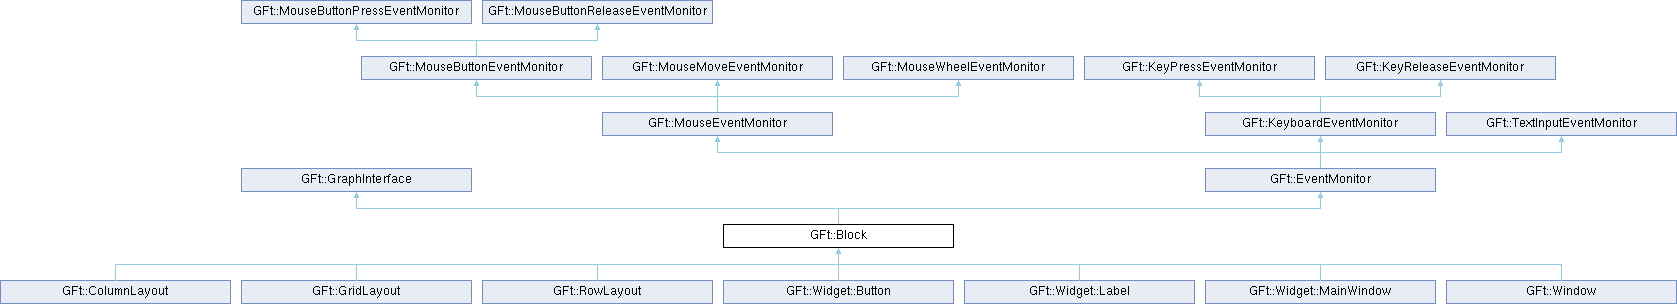 GFt::MouseButtonPressEventMonitor
GFt::MouseButtonReleaseEventMonitor
GFt::MouseButtonEventMonitor
GFt::MouseMoveEventMonitor
GFt::MouseWheelEventMonitor
GFt::KeyPressEventMonitor
GFt::KeyReleaseEventMonitor
GFt::MouseEventMonitor
GFt::KeyboardEventMonitor
GFt::TextInputEventMonitor
GFt::GraphInterface
GFt::EventMonitor
GFt::Block
GFt::ColumnLayout
GFt::GridLayout
GFt::RowLayout
GFt::Widget::Button
GFt::Widget::Label
GFt::Widget::MainWindow
GFt::Window